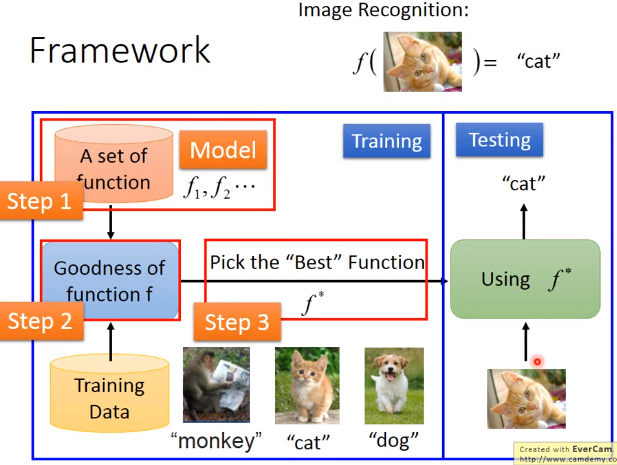 Image Recognition:
Framework
f( )= "cat"
A set of
function
Model
f₁, f₂ ⋯
Training
Testing
Step 1
"cat"
Goodness of
function f
Pick the "Best" Function
f*
Using f*
Step 2
Step 3
Training
Data
"monkey"
"cat"
"dog"
Created with EverCam.
http://www.camdemy.co